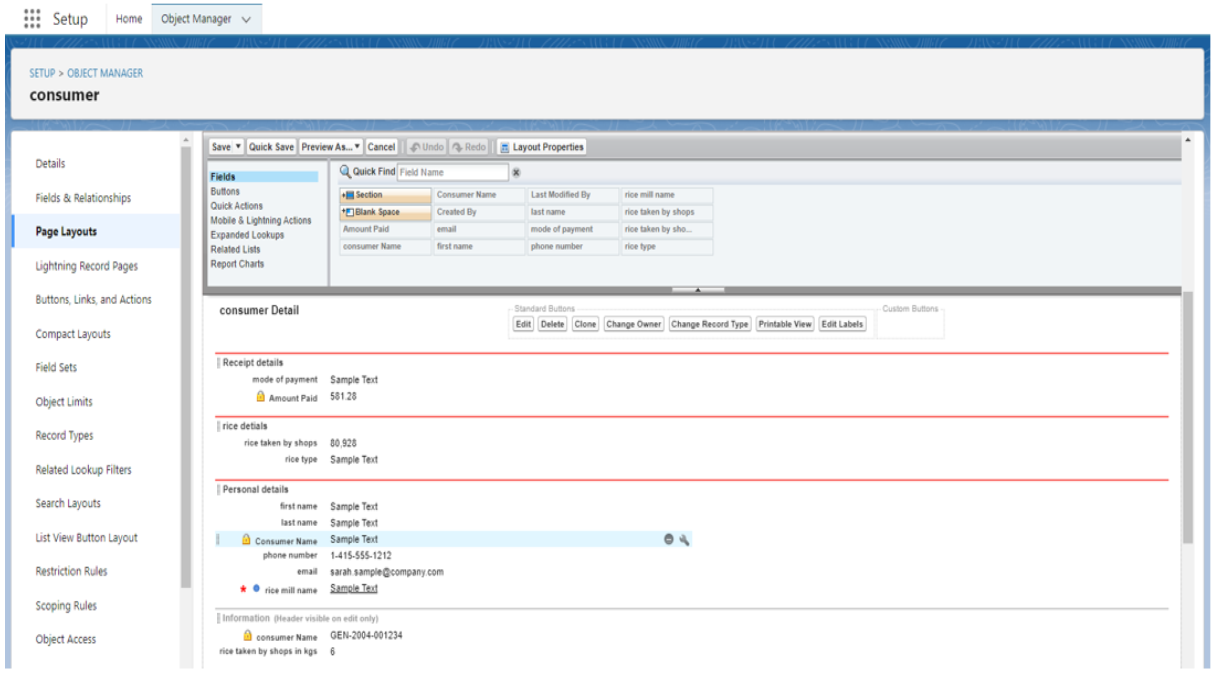 Setup Home Object Manager
SETUP > OBJECT MANAGER
consumer
Details
Fields & Relationships
Page Layouts
Lightning Record Pages
Buttons, Links, and Actions
Compact Layouts
Field Sets
Object Limits
Record Types
Related Lookup Filters
Search Layouts
List View Button Layout
Restriction Rules
Scoping Rules
Object Access
Save Quick Save Preview As... Cancel Undo Redo Layout Properties
Fields
Buttons
Quick Actions
Mobile & Lightning Actions
Expanded Lookups
Related Lists
Report Charts
Quick Find Field Name
Section Consumer Name Last Modified By rice mill name
Blank Space Created By last name rice taken by shops
Amount Paid email mode of payment rice taken by sho...
consumer Name first name phone number rice type
consumer Detail
Standard Buttons
Edit Delete Clone Change Owner Change Record Type Printable View Edit Labels
Custom Buttons
Receipt details
mode of payment Sample Text
Amount Paid 581.28
rice detials
rice taken by shops 80,928
rice type Sample Text
Personal details
first name Sample Text
last name Sample Text
Consumer Name Sample Text
phone number 1-415-555-1212
email sarah.sample@company.com
* rice mill name Sample Text
Information (Header visible on edit only)
consumer Name GEN-2004-001234
rice taken by shops in kgs 6